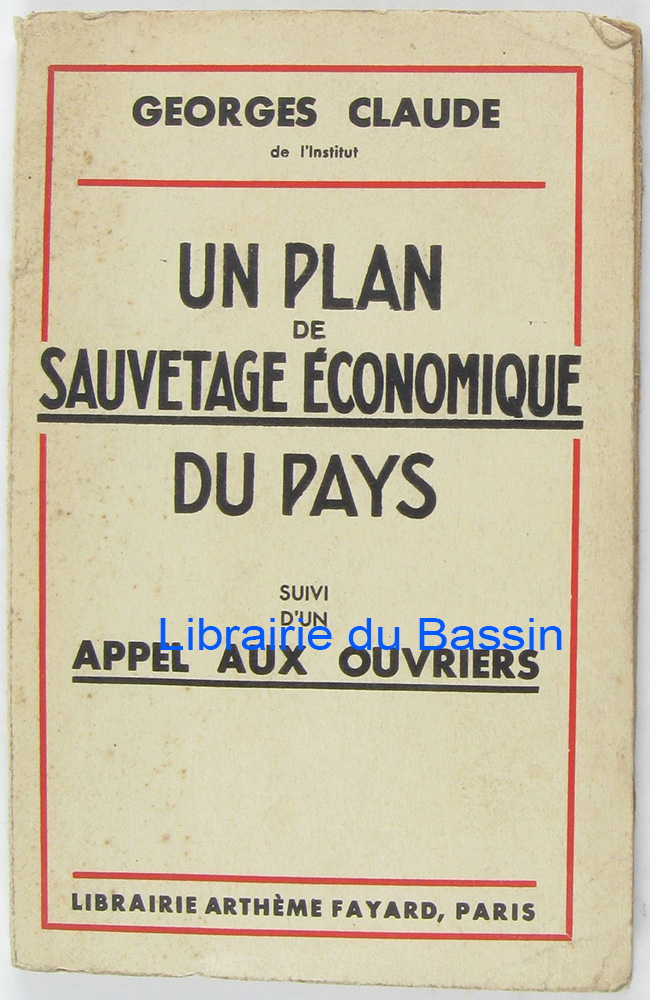 GEORGES CLAUDE
de l'Institut
UN PLAN
DE
SAUVETAGE ÉCONOMIQUE
DU PAYS
SUIVI
D'UN
Librairie du Bassin
APPEL AUX OUVRIERS
LIBRAIRIE ARTHÈME FAYARD, PARIS